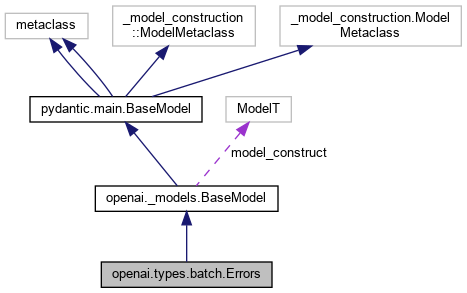 metaclass
_model_construction
::ModelMetaclass
_model_construction.Model
Metaclass
pydantic.main.BaseModel
ModelT
model_construct
openai._models.BaseModel
openai.types.batch.Errors